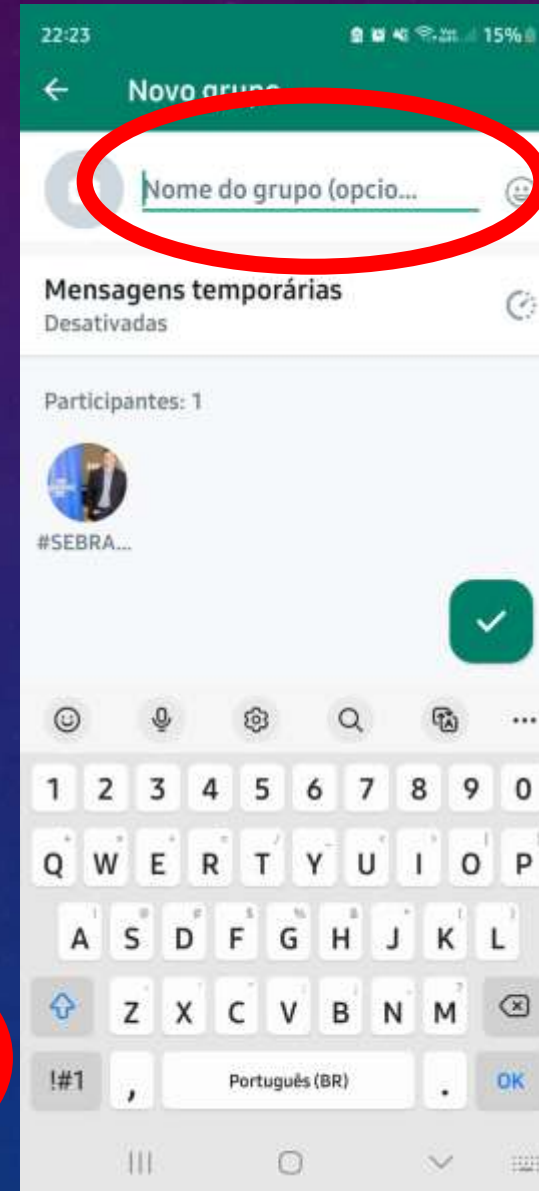 22:23 15%
Novo grupo
Nome do grupo (opcio...
Mensagens temporárias
Desativadas
Participantes: 1
#SEBRA...
1 2 3 4 5 6 7 8 9 0
Q W E R T Y U I O P
A S D F G H J K L
Z X C V B N M
!#1 , Português (BR) . OK